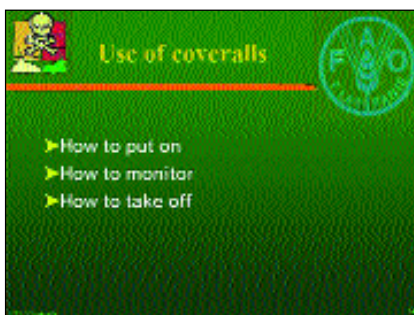 Use of coveralls
F A O
➤How to put on
➤How to monitor
➤How to take off